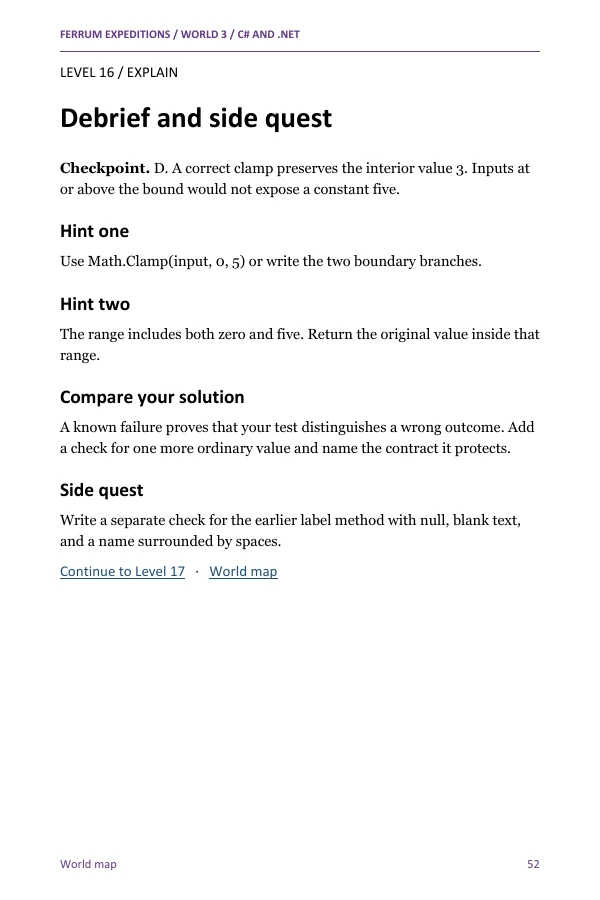 FERRUM EXPEDITIONS / WORLD 3 / C# AND .NET
LEVEL 16 / EXPLAIN
Debrief and side quest
Checkpoint. D. A correct clamp preserves the interior value 3. Inputs at
or above the bound would not expose a constant five.
Hint one
Use Math.Clamp(input, 0, 5) or write the two boundary branches.
Hint two
The range includes both zero and five. Return the original value inside that
range.
Compare your solution
A known failure proves that your test distinguishes a wrong outcome. Add
a check for one more ordinary value and name the contract it protects.
Side quest
Write a separate check for the earlier label method with null, blank text,
and a name surrounded by spaces.
Continue to Level 17 · World map
World map 52